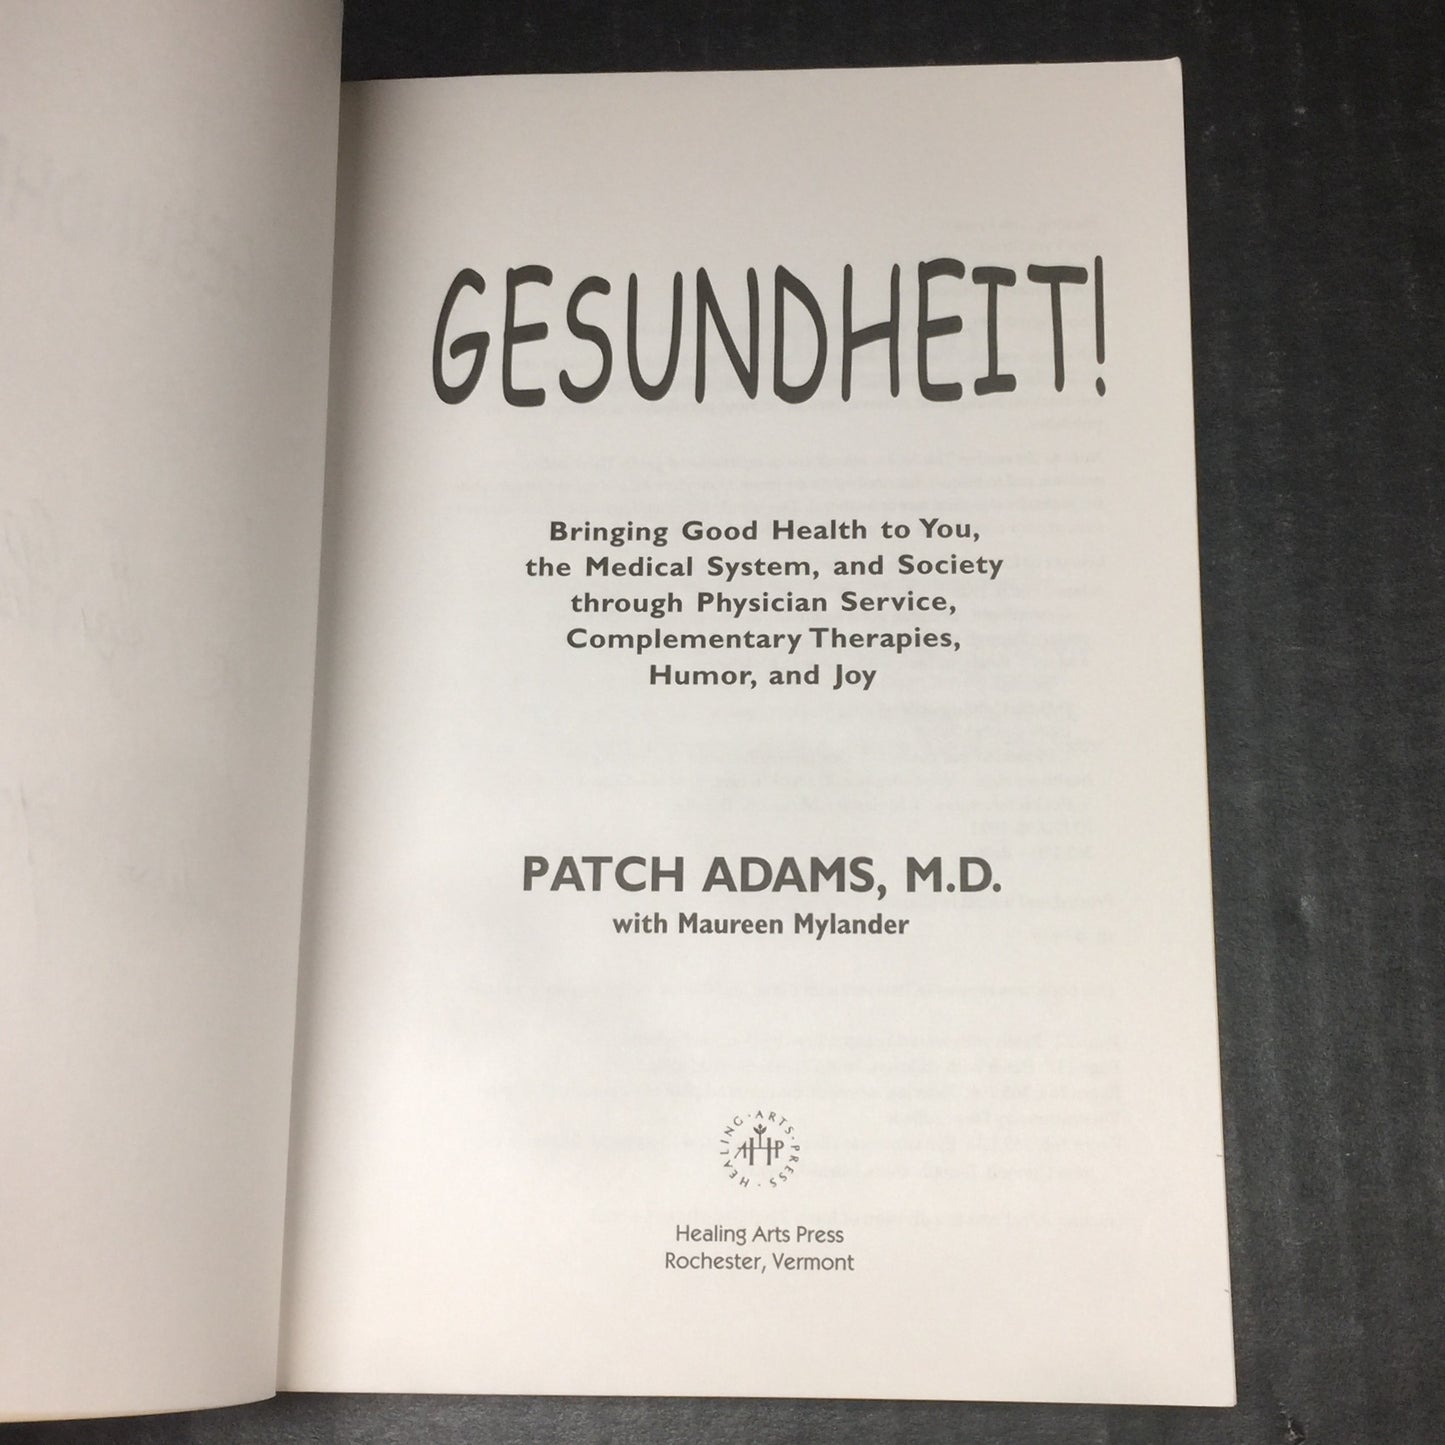 GESUNDHEIT!
Bringing Good Health to You,
the Medical System, and Society
through Physician Service,
Complementary Therapies,
Humor, and Joy
PATCH ADAMS, M.D.
with Maureen Mylander
HEALING · ARTS · PRESS ·
AHP
Healing Arts Press
Rochester, Vermont